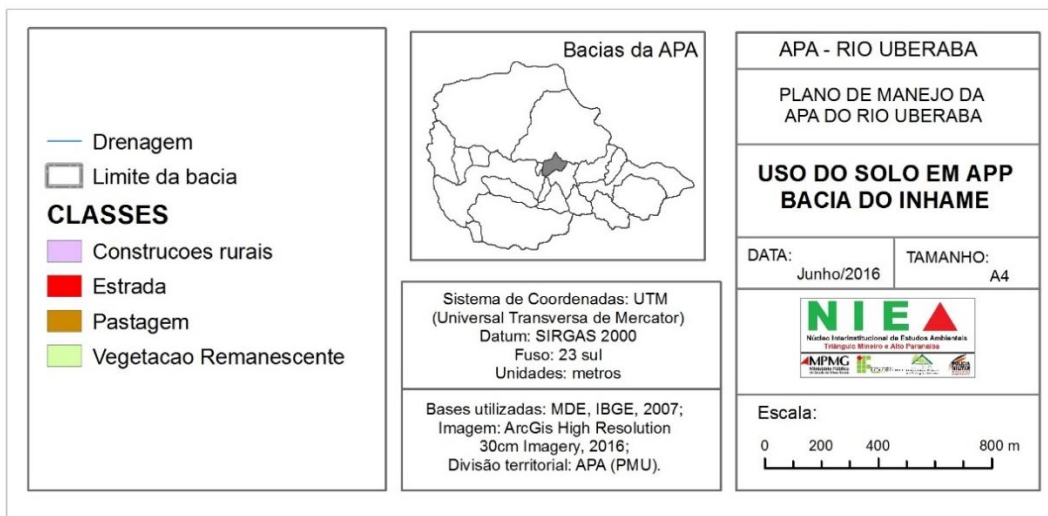 Drenagem
Limite da bacia
CLASSES
Construcoes rurais
Estrada
Pastagem
Vegetacao Remanescente
Bacias da APA
Sistema de Coordenadas: UTM
(Universal Transversa de Mercator)
Datum: SIRGAS 2000
Fuso: 23 sul
Unidades: metros
Bases utilizadas: MDE, IBGE, 2007;
Imagem: ArcGis High Resolution
30cm Imagery, 2016;
Divisão territorial: APA (PMU).
APA - RIO UBERABA
PLANO DE MANEJO DA
APA DO RIO UBERABA
USO DO SOLO EM APP
BACIA DO INHAME
DATA:
Junho/2016
TAMANHO:
A4
NIEA
Núcleo Interinstitucional de Estudos Ambientais
Triângulo Mineiro e Alto Paranaíba
MPMG
Ministério Público
Escala:
0 200 400 800 m